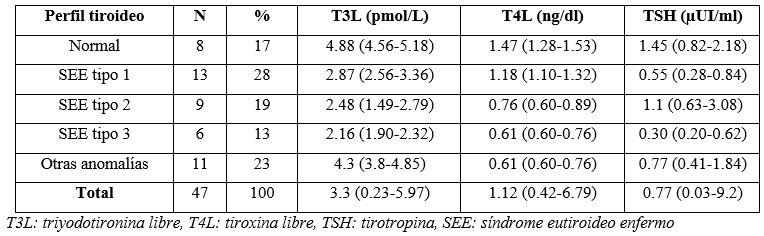 Perfil tiroideo N % T3L (pmol/L) T4L (ng/dl) TSH (µUI/ml)
Normal 8 17 4.88 (4.56-5.18) 1.47 (1.28-1.53) 1.45 (0.82-2.18)
SEE tipo 1 13 28 2.87 (2.56-3.36) 1.18 (1.10-1.32) 0.55 (0.28-0.84)
SEE tipo 2 9 19 2.48 (1.49-2.79) 0.76 (0.60-0.89) 1.1 (0.63-3.08)
SEE tipo 3 6 13 2.16 (1.90-2.32) 0.61 (0.60-0.76) 0.30 (0.20-0.62)
Otras anomalías 11 23 4.3 (3.8-4.85) 0.61 (0.60-0.76) 0.77 (0.41-1.84)
Total 47 100 3.3 (0.23-5.97) 1.12 (0.42-6.79) 0.77 (0.03-9.2)
T3L: triyodotironina libre, T4L: tiroxina libre, TSH: tirotropina, SEE: síndrome eutiroideo enfermo